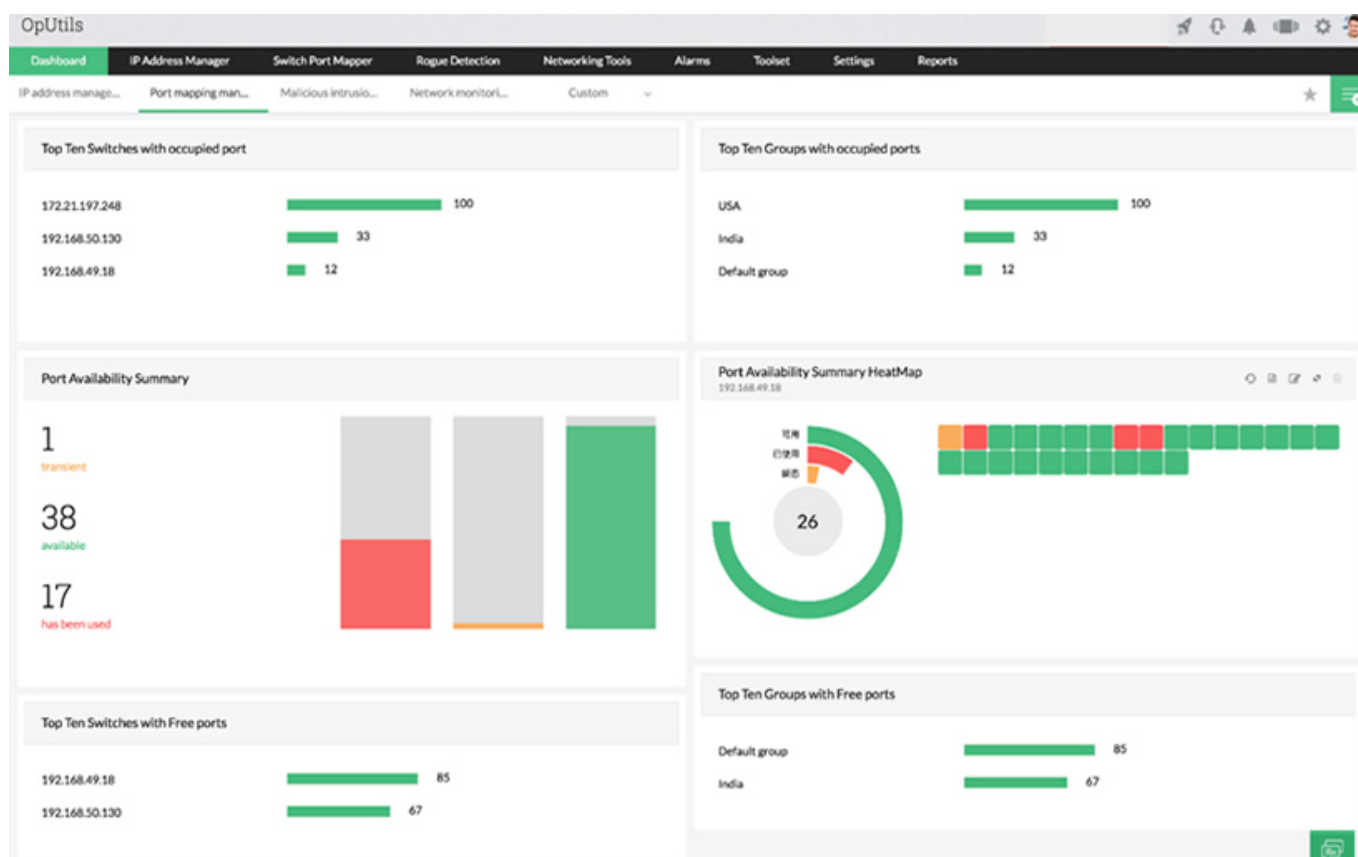 OpUtils
Dashboard IP Address Manager Switch Port Mapper Rogue Detection Networking Tools Alarms Toolset Settings Reports
IP address manage... Port mapping man... Malicious intrusio... Network monitori... Custom
Top Ten Switches with occupied port
172.21.197.248 100
192.168.50.130 33
192.168.49.18 12
Top Ten Groups with occupied ports
USA 100
India 33
Default group 12
Port Availability Summary
1
transient
38
available
17
has been used
Port Availability Summary HeatMap
192.168.49.18
可用
已使用
26
Top Ten Switches with Free ports
192.168.49.18 85
192.168.50.130 67
Top Ten Groups with Free ports
Default group 85
India 67